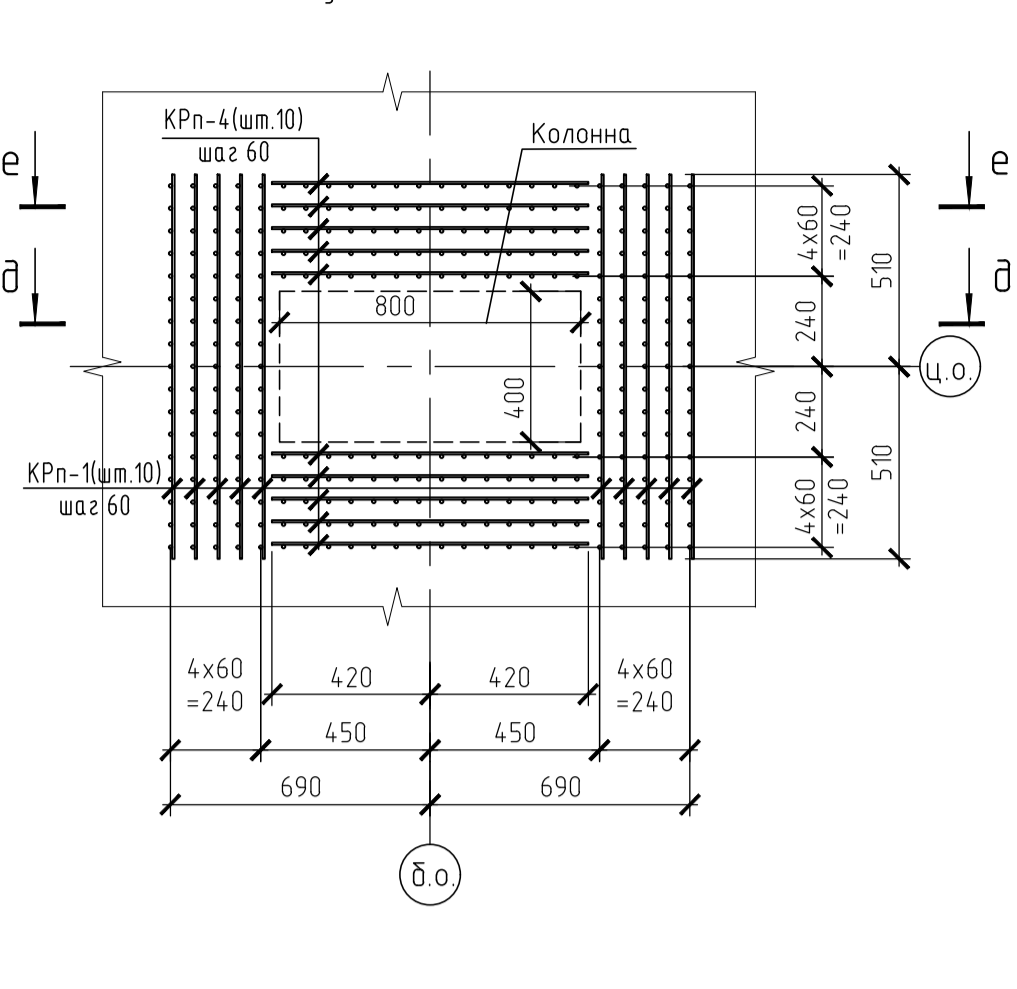 КРп-4(шт.10)
шаг 60
Колонна
е
е
д
д
800
400
4х60
=240
240
240
4х60
=240
510
510
ц.о.
КРп-1(шт.10)
шаг 60
4х60
=240
420
420
4х60
=240
450
450
690
690
б.о.